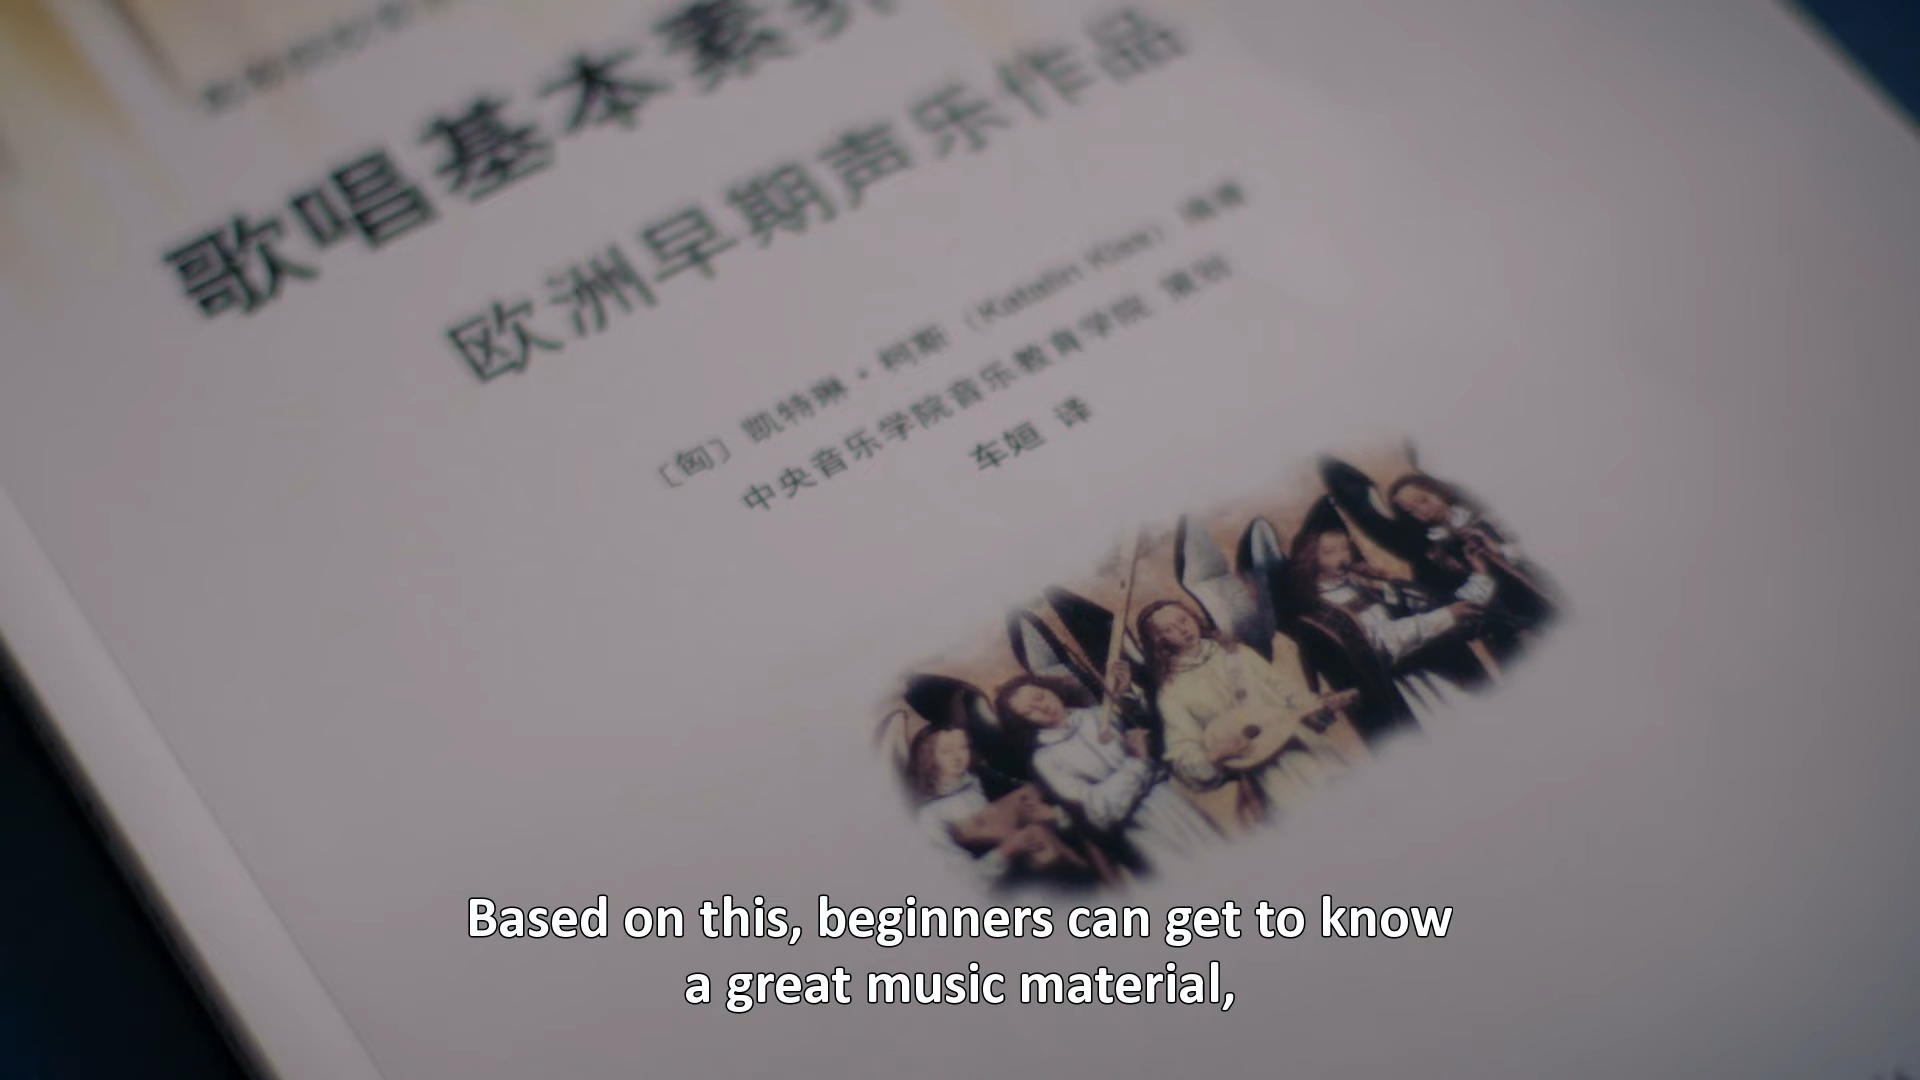 歌唱基本素养
欧洲早期声乐作品
〔匈〕凯特琳·柯斯（Katalin Kiss）编著
中央音乐学院音乐教育学院 策划
车姮 译
Based on this, beginners can get to know
a great music material,